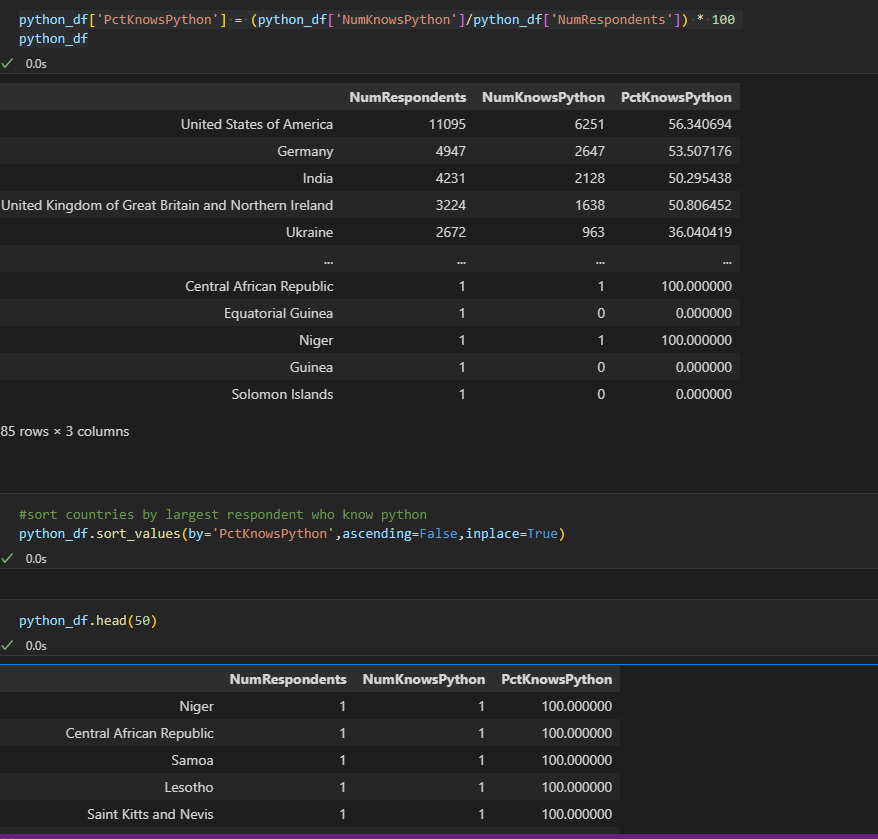 python_df['PctKnowsPython'] = (python_df['NumKnowsPython']/python_df['NumRespondents']) * 100
python_df
0.0s
NumRespondents NumKnowsPython PctKnowsPython
United States of America 11095 6251 56.340694
Germany 4947 2647 53.507176
India 4231 2128 50.295438
United Kingdom of Great Britain and Northern Ireland 3224 1638 50.806452
Ukraine 2672 963 36.040419
... ... ... ...
Central African Republic 1 1 100.000000
Equatorial Guinea 1 0 0.000000
Niger 1 1 100.000000
Guinea 1 0 0.000000
Solomon Islands 1 0 0.000000
85 rows × 3 columns
#sort countries by largest respondent who know python
python_df.sort_values(by='PctKnowsPython',ascending=False,inplace=True)
0.0s
python_df.head(50)
0.0s
NumRespondents NumKnowsPython PctKnowsPython
Niger 1 1 100.000000
Central African Republic 1 1 100.000000
Samoa 1 1 100.000000
Lesotho 1 1 100.000000
Saint Kitts and Nevis 1 1 100.000000